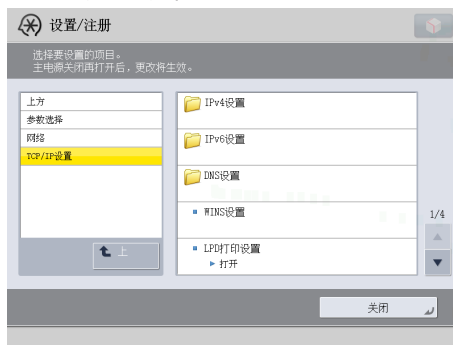 设置/注册
选择要设置的项目。
主电源关闭再打开后，更改将生效。
上方
参数选择
网络
TCP/IP设置
上
IPv4设置
IPv6设置
DNS设置
WINS设置
LPD打印设置
打开
1/4
关闭